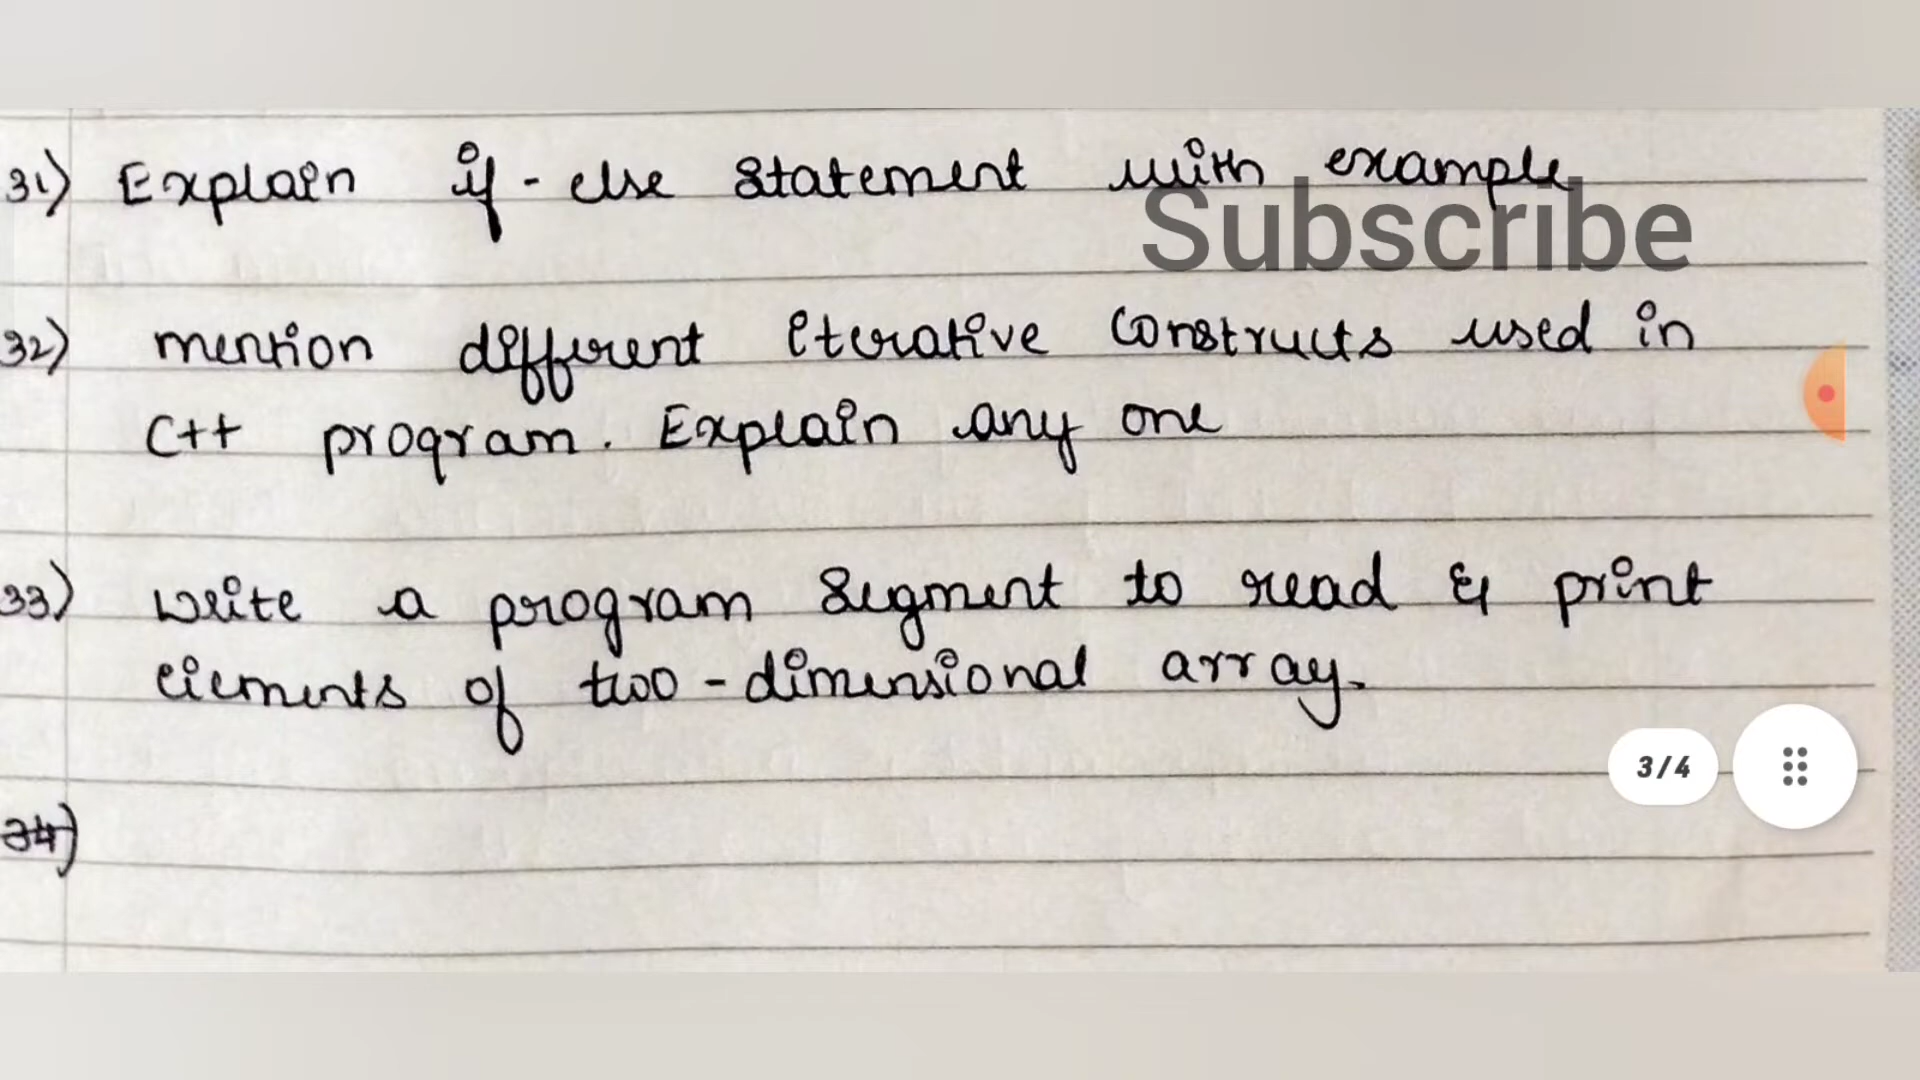 31) Explain if - else statement with example
Subscribe
32) mention different iterative constructs used in
C++ program. Explain any one
33) write a program segment to read & print
elements of two - dimensional array.
3/4
34)